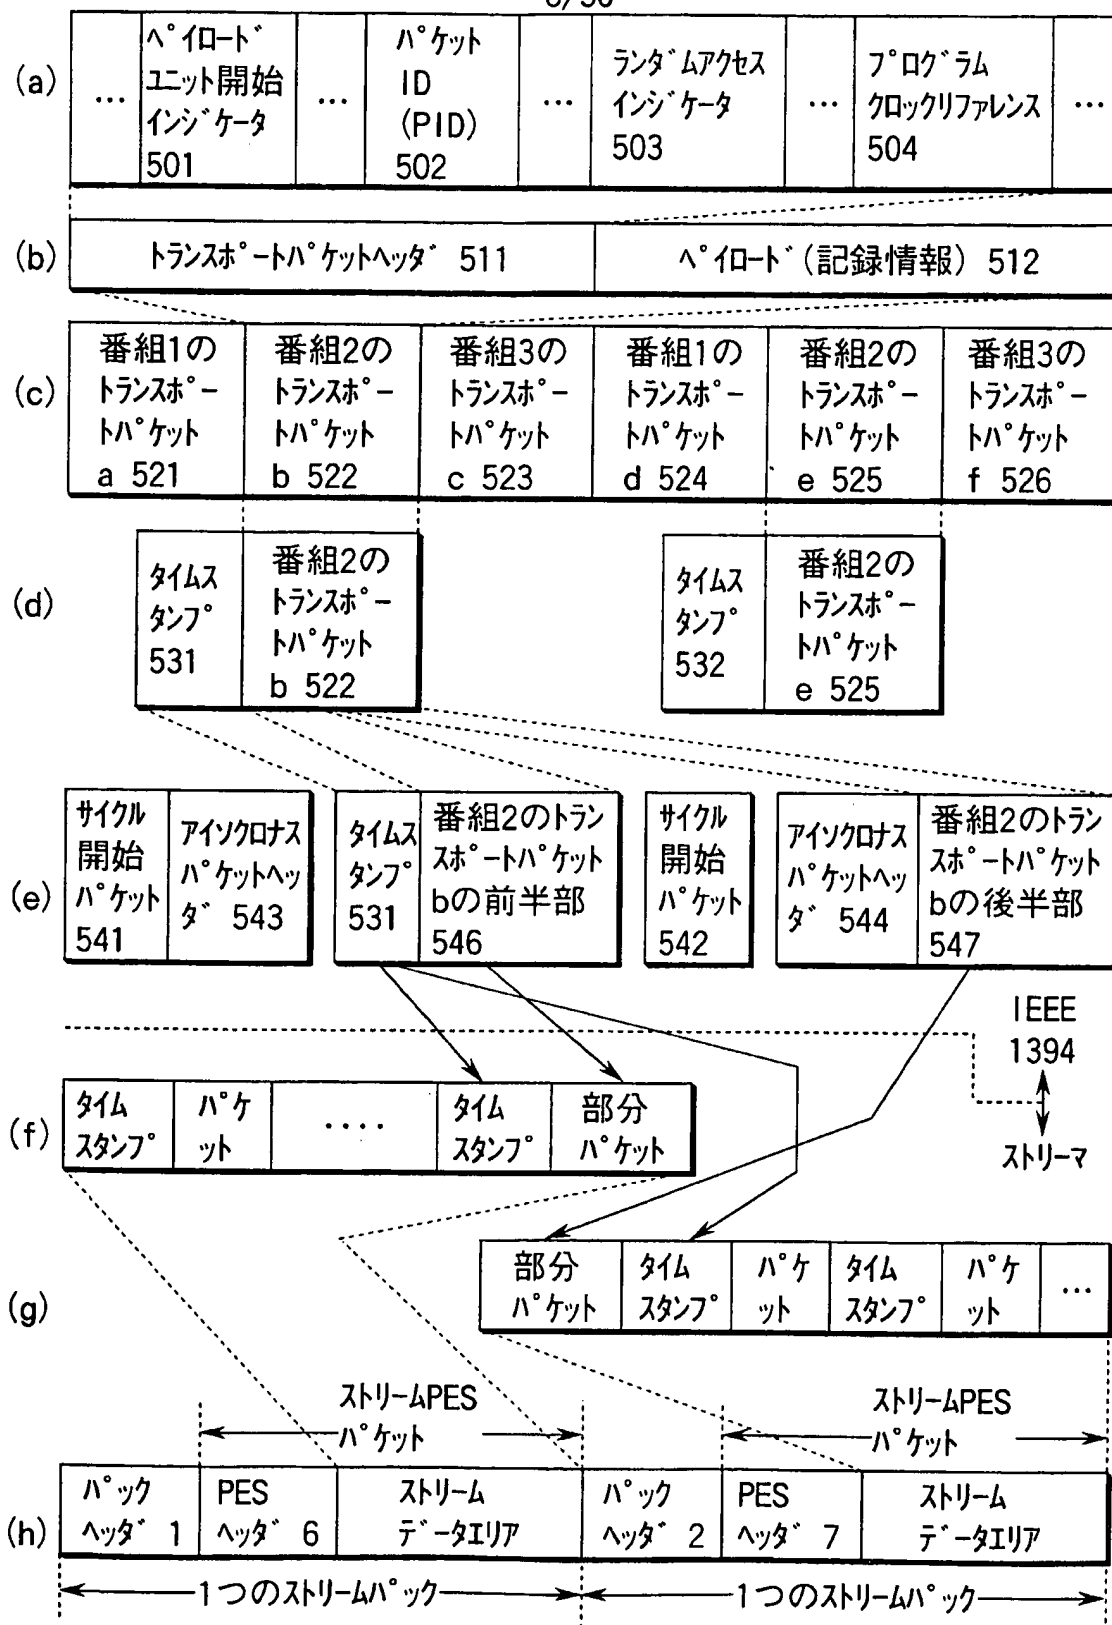 (a)
…
ペイロード
ユニット開始
インジケータ
501
…
パケット
ID
(PID)
502
…
ランダムアクセス
インジケータ
503
…
プログラム
クロックリファレンス
504
…
(b)
トランスポートパケットヘッダ 511
ペイロード(記録情報) 512
(c)
番組1の
トランスポー
トパケット
a 521
番組2の
トランスポー
トパケット
b 522
番組3の
トランスポー
トパケット
c 523
番組1の
トランスポー
トパケット
d 524
番組2の
トランスポー
トパケット
e 525
番組3の
トランスポー
トパケット
f 526
(d)
タイムス
タンプ
531
番組2の
トランスポー
トパケット
b 522
タイムス
タンプ
532
番組2の
トランスポー
トパケット
e 525
(e)
サイクル
開始
パケット
541
アイソクロナス
パケットヘッ
ダ 543
タイムス
タンプ
531
番組2のトラン
スポートパケット
bの前半部
546
サイクル
開始
パケット
542
アイソクロナス
パケットヘッ
ダ 544
番組2のトラン
スポートパケット
bの後半部
547
IEEE
1394
ストリーマ
(f)
タイム
スタンプ
パケ
ット
‥‥
タイム
スタンプ
部分
パケット
(g)
部分
パケット
タイム
スタンプ
パケ
ット
タイム
スタンプ
パケ
ット
…
ストリームPES
パケット
ストリームPES
パケット
(h)
パック
ヘッダ 1
PES
ヘッダ 6
ストリーム
データエリア
パック
ヘッダ 2
PES
ヘッダ 7
ストリーム
データエリア
1つのストリームパック
1つのストリームパック